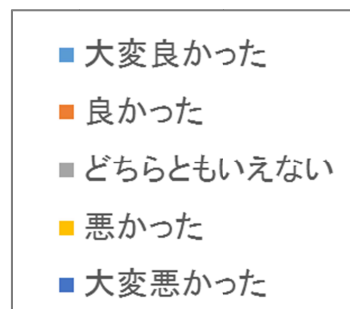 大変良かった
良かった
どちらともいえない
悪かった
大変悪かった